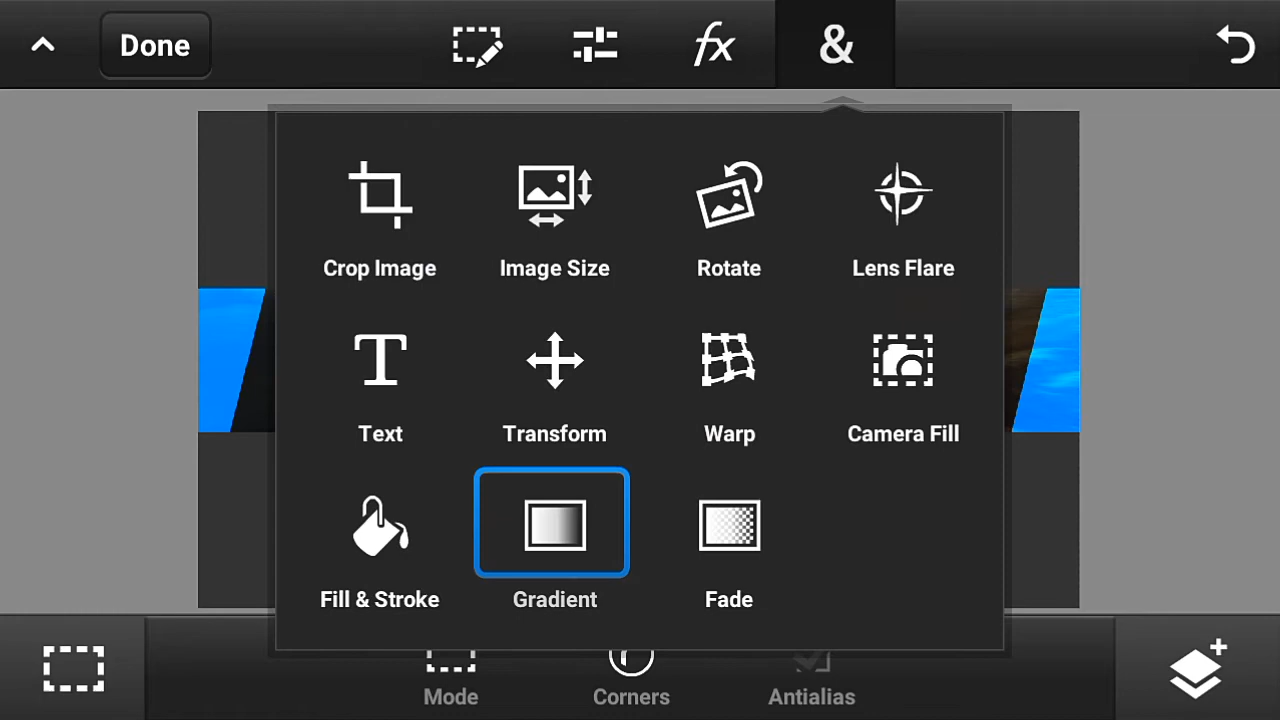 Done fx &
Crop Image Image Size Rotate Lens Flare
Text Transform Warp Camera Fill
Fill & Stroke Gradient Fade
Mode Corners Antialias